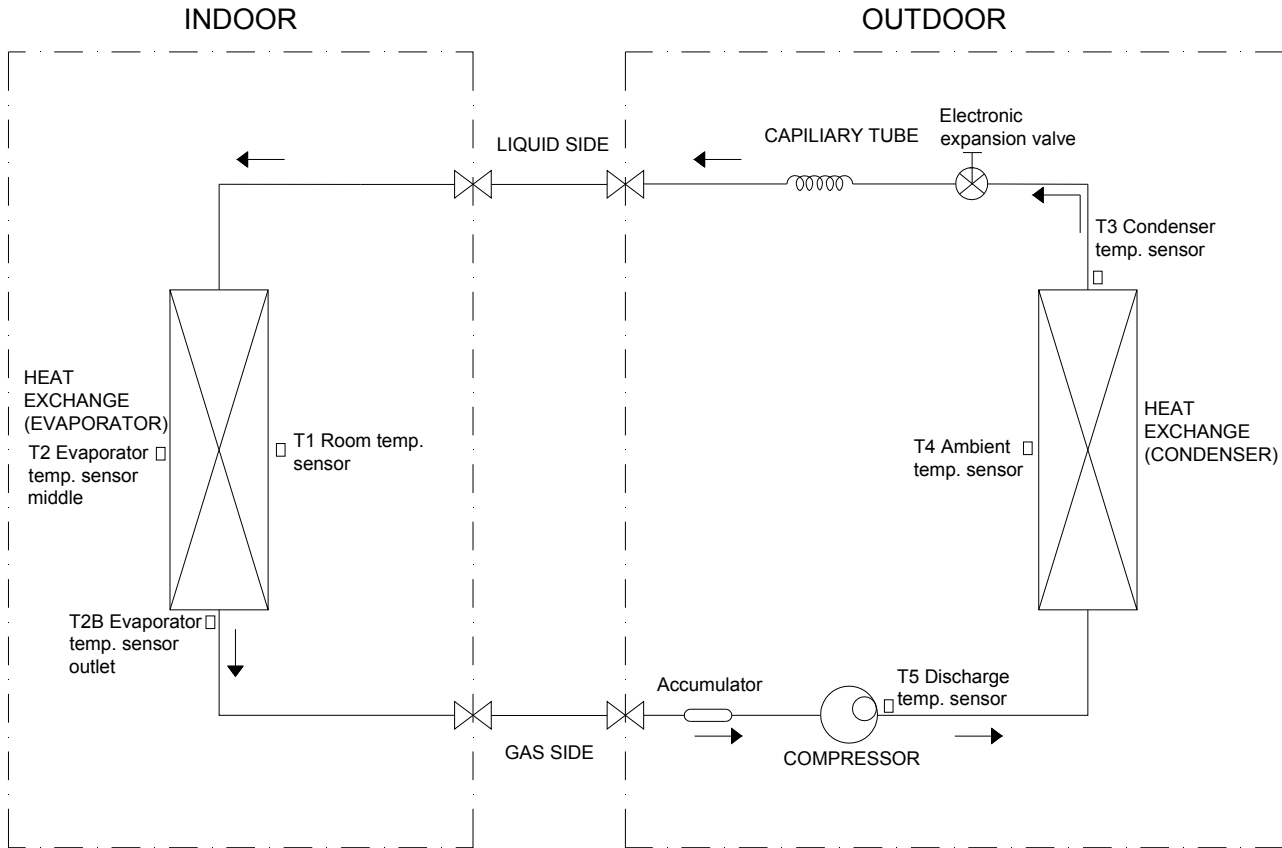 INDOOR
OUTDOOR
LIQUID SIDE
CAPILIARY TUBE
Electronic
expansion valve
T3 Condenser
temp. sensor
HEAT
EXCHANGE
(EVAPORATOR)
T2 Evaporator
temp. sensor
middle
T1 Room temp.
sensor
T4 Ambient
temp. sensor
HEAT
EXCHANGE
(CONDENSER)
T2B Evaporator
temp. sensor
outlet
GAS SIDE
Accumulator
COMPRESSOR
T5 Discharge
temp. sensor